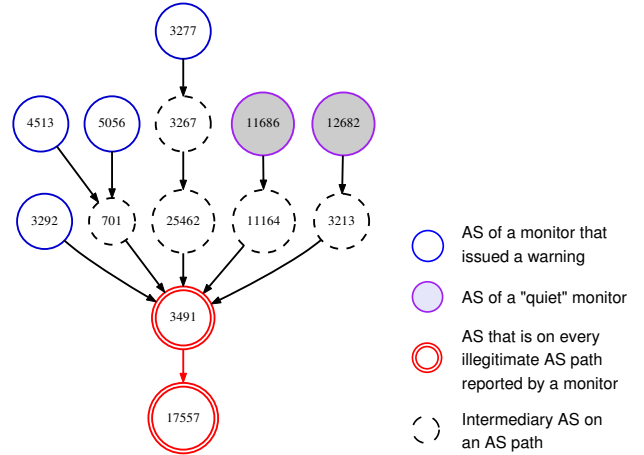 3277
4513
5056
3267
11686
12682
3292
701
25462
11164
3213
3491
17557
AS of a monitor that
issued a warning
AS of a "quiet" monitor
AS that is on every
illegitimate AS path
reported by a monitor
Intermediary AS on
an AS path